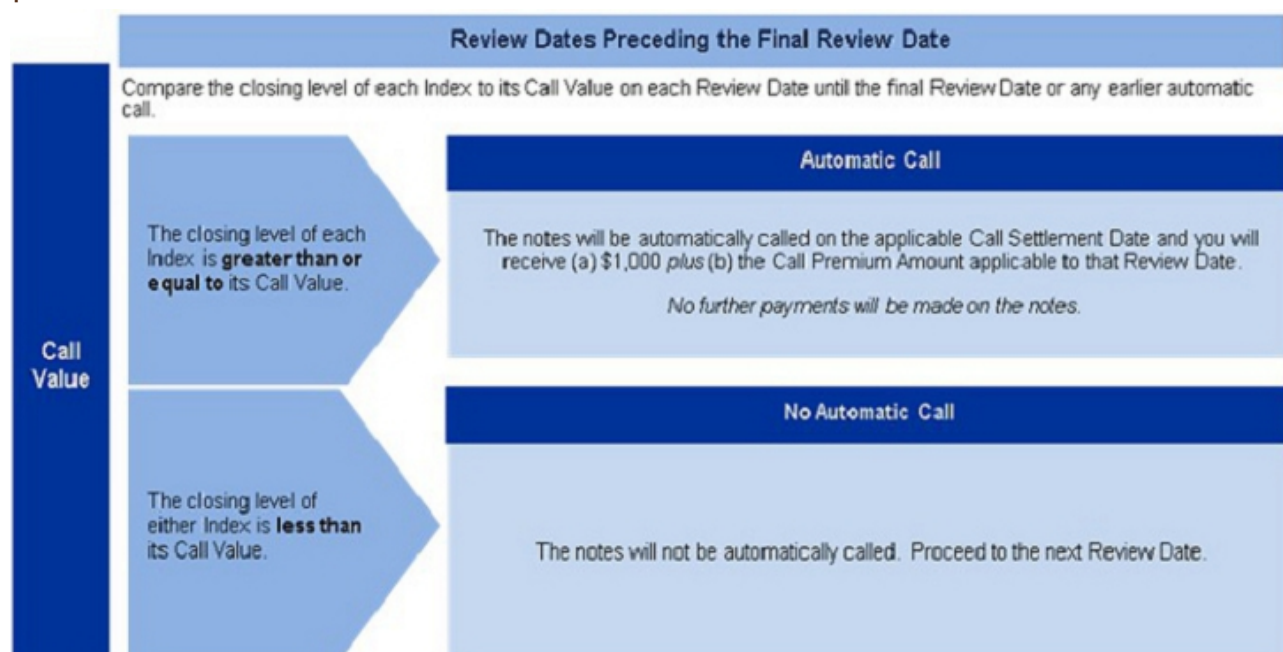 Review Dates Preceding the Final Review Date
Compare the closing level of each Index to its Call Value on each Review Date until the final Review Date or any earlier automatic
call.
Call
Value
The closing level of each
Index is greater than or
equal to its Call Value.
Automatic Call
The notes will be automatically called on the applicable Call Settlement Date and you will
receive (a) $1,000 plus (b) the Call Premium Amount applicable to that Review Date.
No further payments will be made on the notes.
The closing level of
either Index is less than
its Call Value.
No Automatic Call
The notes will not be automatically called. Proceed to the next Review Date.